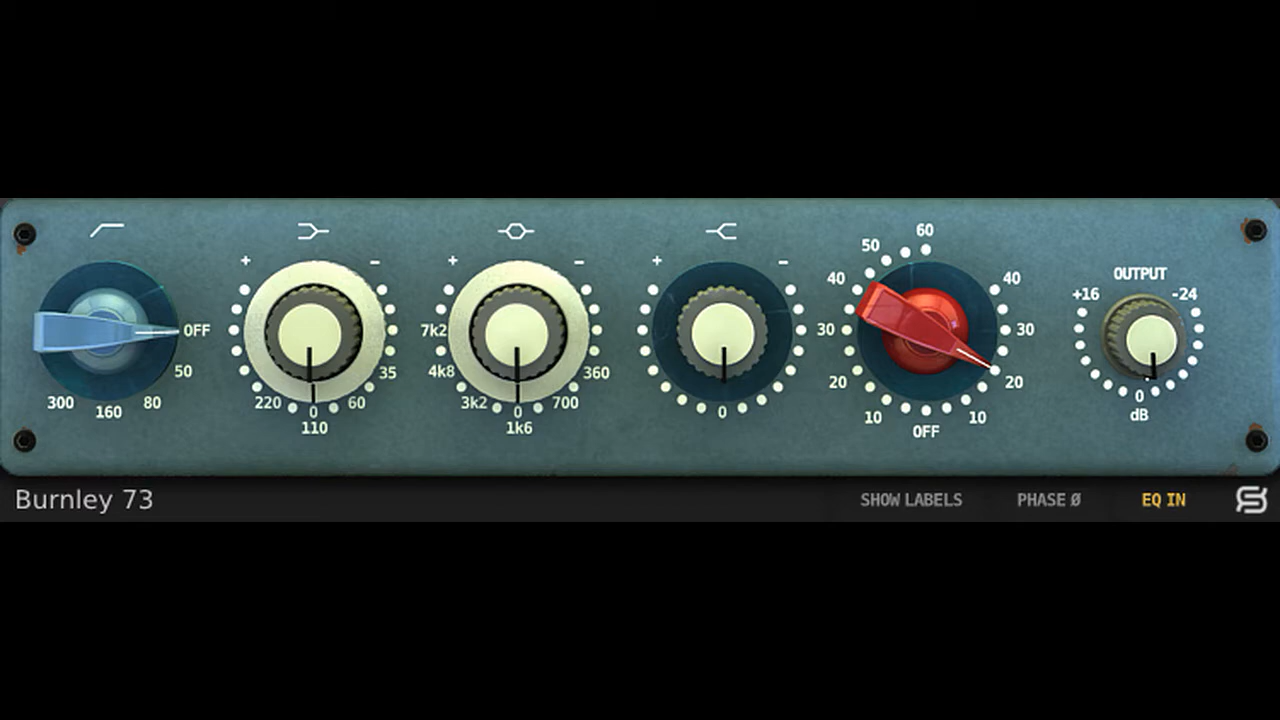 60
50
+ - + - + - 40 40
OUTPUT
+16 -24
OFF 7k2 30 30
50 35 4k8 360 20 20
300 160 80 220 0 60 3k2 0 700 0 10 10 0
110 1k6 OFF dB
Burnley 73 SHOW LABELS PHASE Ø EQ IN